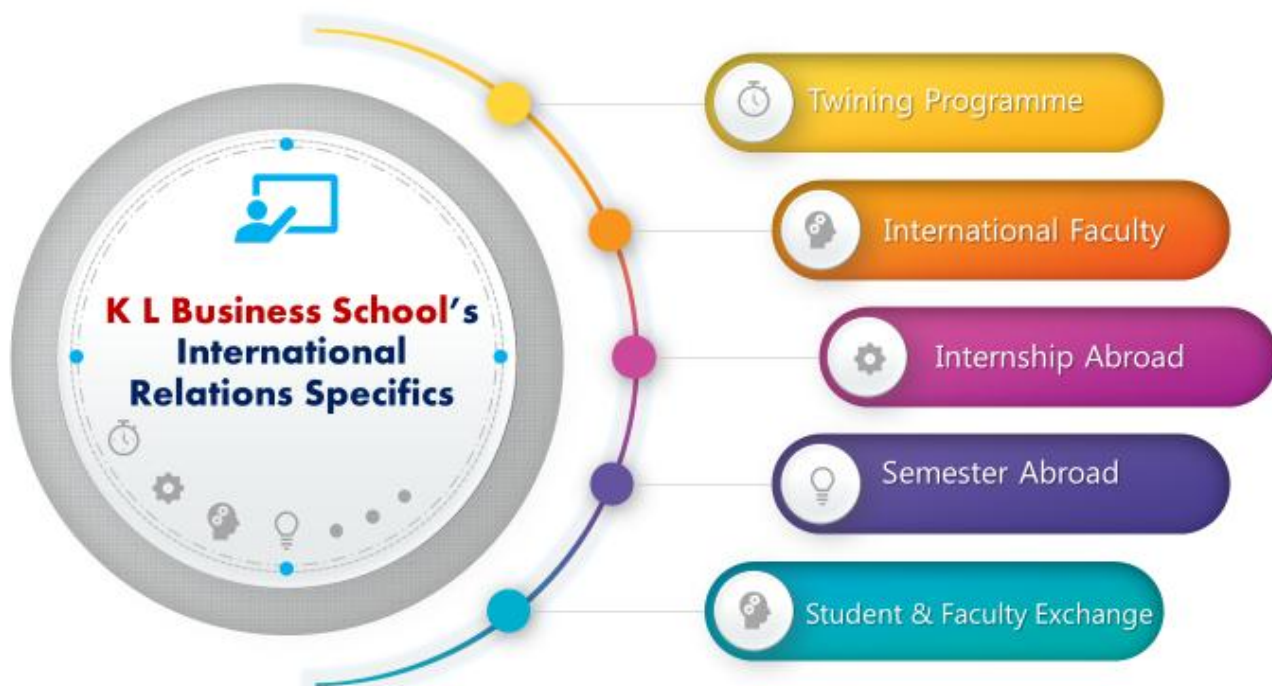 K L Business School's
International
Relations Specifics
Twining Programme
International Faculty
Internship Abroad
Semester Abroad
Student & Faculty Exchange